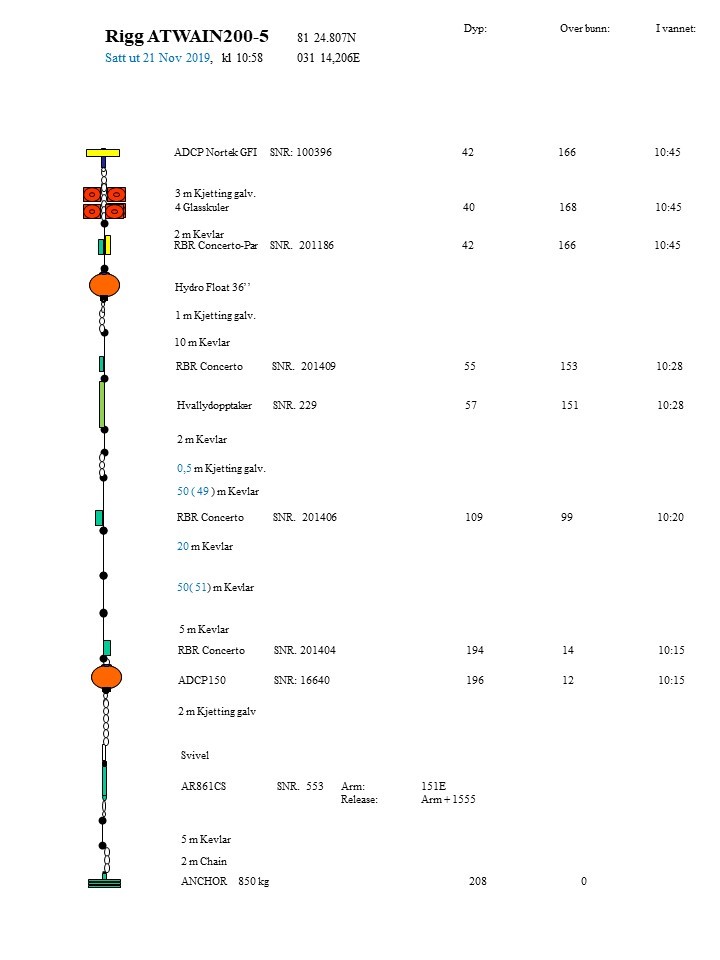 Rigg ATWAIN200-5 81 24.807N Dyp: Over bunn: I vannet:
Satt ut 21 Nov 2019, kl 10:58 031 14,206E
ADCP Nortek GFI SNR: 100396 42 166 10:45
3 m Kjetting galv.
4 Glasskuler 40 168 10:45
2 m Kevlar
RBR Concerto-Par SNR. 201186 42 166 10:45
Hydro Float 36’’
1 m Kjetting galv.
10 m Kevlar
RBR Concerto SNR. 201409 55 153 10:28
Hvallydopptaker SNR. 229 57 151 10:28
2 m Kevlar
0,5 m Kjetting galv.
50 ( 49 ) m Kevlar
RBR Concerto SNR. 201406 109 99 10:20
20 m Kevlar
50( 51) m Kevlar
5 m Kevlar
RBR Concerto SNR. 201404 194 14 10:15
ADCP150 SNR: 16640 196 12 10:15
2 m Kjetting galv
Svivel
AR861CS SNR. 553 Arm: 151E
Release: Arm + 1555
5 m Kevlar
2 m Chain
ANCHOR 850 kg 208 0